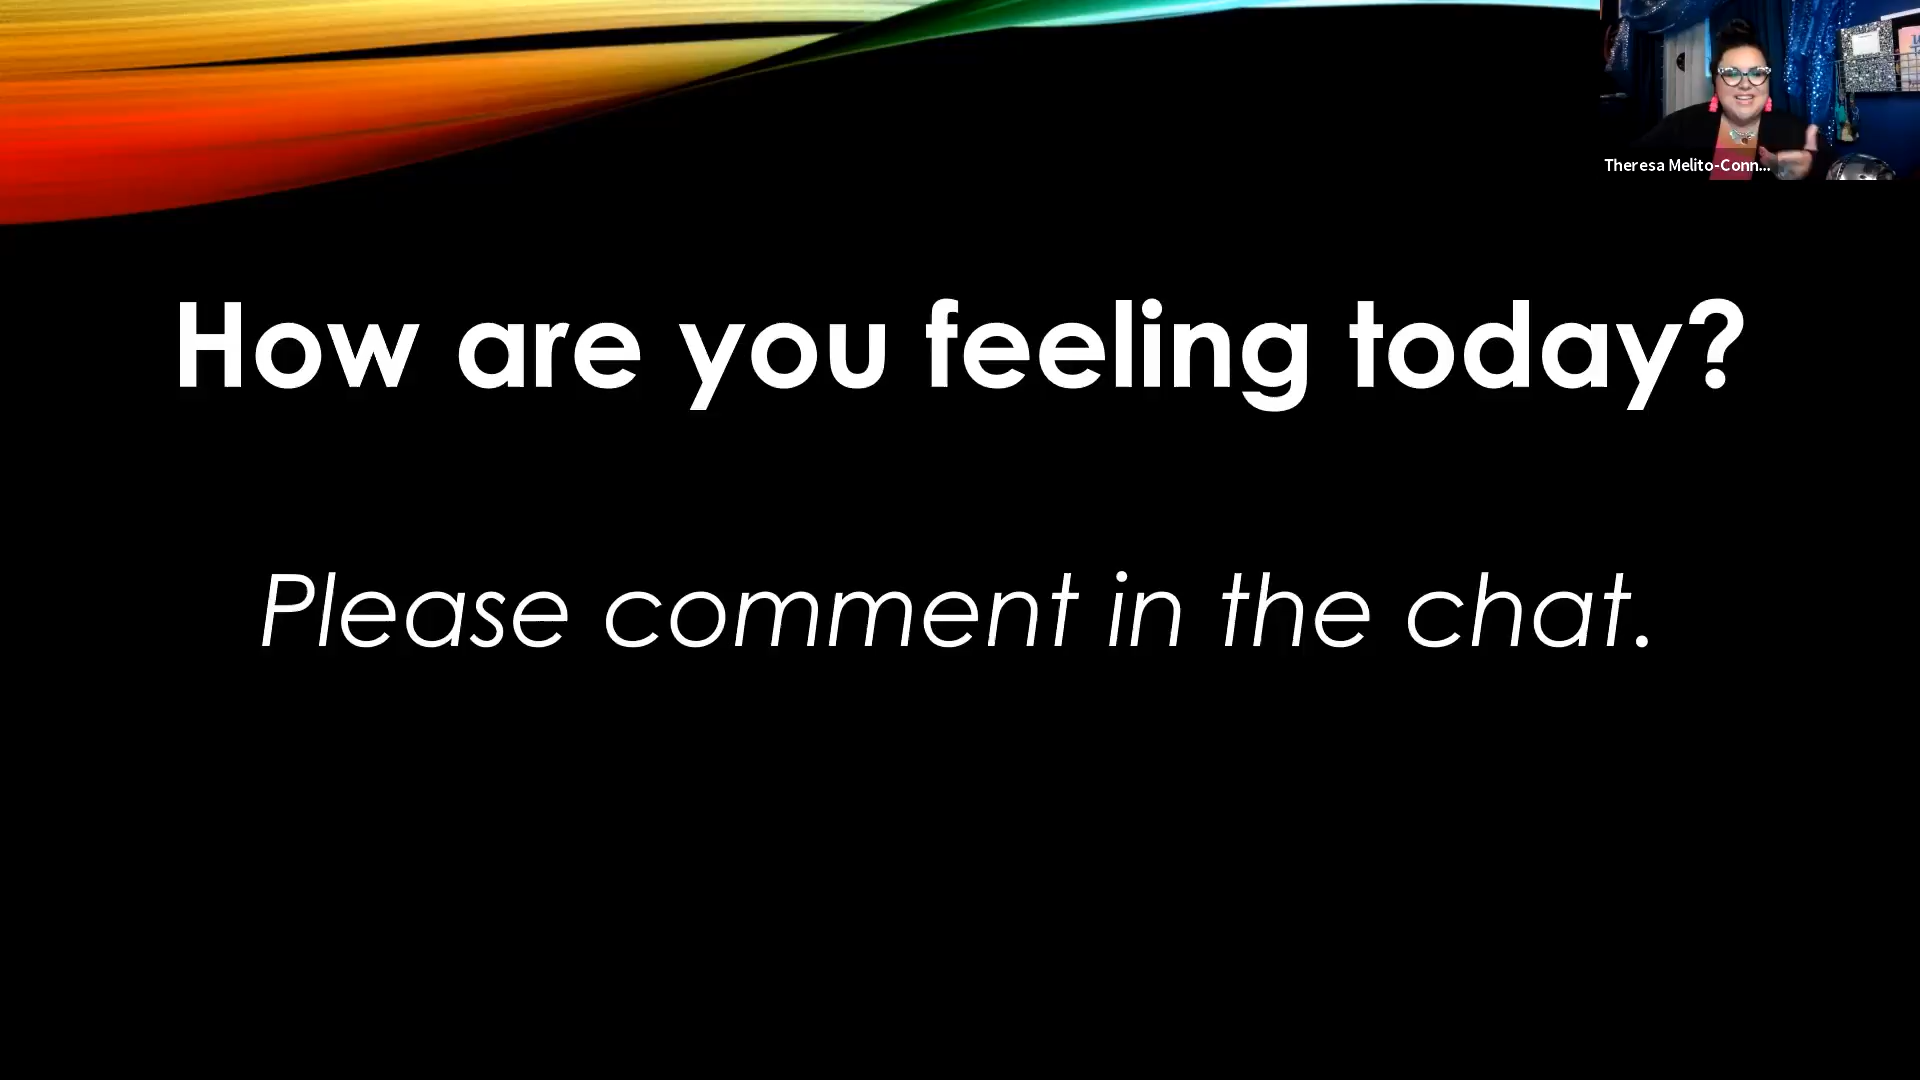 Theresa Melito-Conn...
How are you feeling today?
Please comment in the chat.